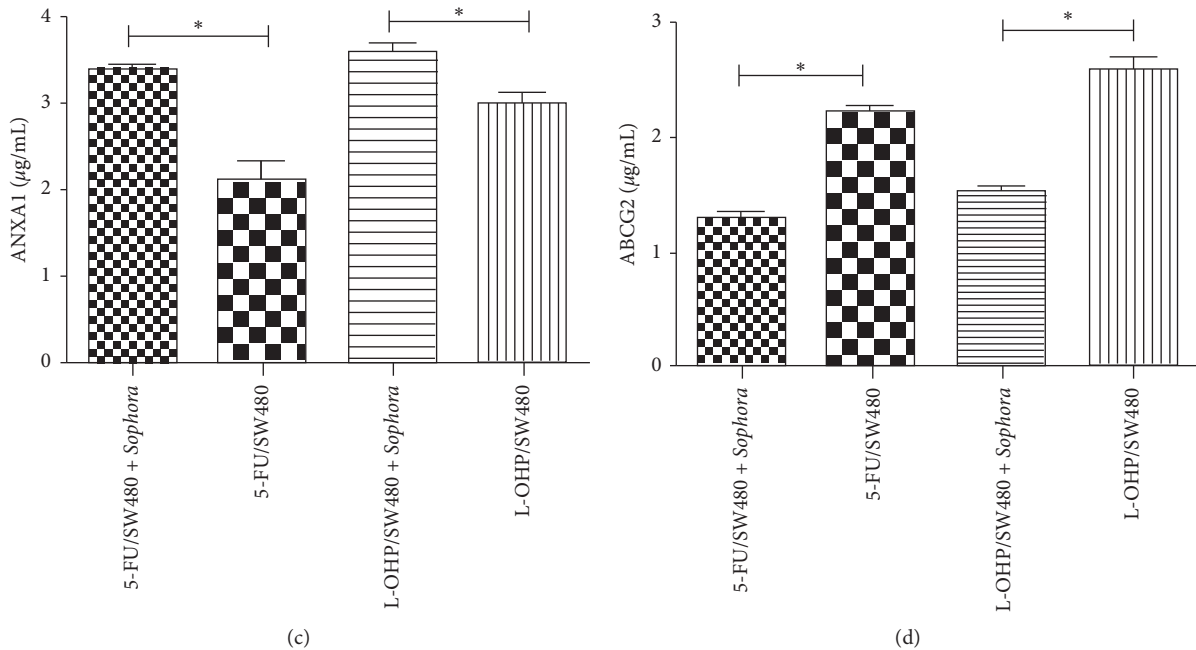 4
3
2
1
0
ANXA1 (μg/mL)
*
*
5-FU/SW480 + Sophora
5-FU/SW480
L-OHP/SW480 + Sophora
L-OHP/SW480
(c)
3
2
1
0
ABCG2 (μg/mL)
*
*
5-FU/SW480 + Sophora
5-FU/SW480
L-OHP/SW480 + Sophora
L-OHP/SW480
(d)